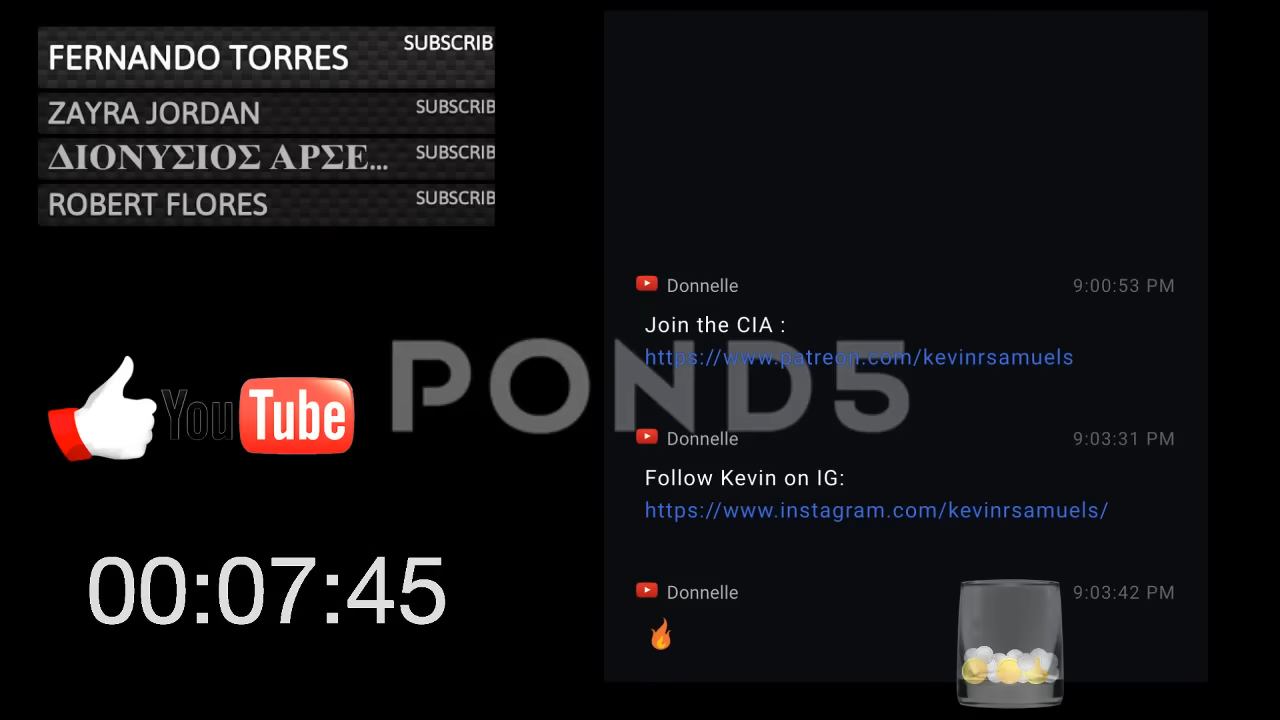 FERNANDO TORRES SUBSCRIB
ZAYRA JORDAN SUBSCRIB
ΔΙΟΝΥΣΙΟΣ ΑΡΣΕ... SUBSCRIB
ROBERT FLORES SUBSCRIB
YouTube
00:07:45
Donnelle 9:00:53 PM
Join the CIA :
https://www.patreon.com/kevinrsamuels
POND5
Donnelle 9:03:31 PM
Follow Kevin on IG:
https://www.instagram.com/kevinrsamuels/
Donnelle 9:03:42 PM